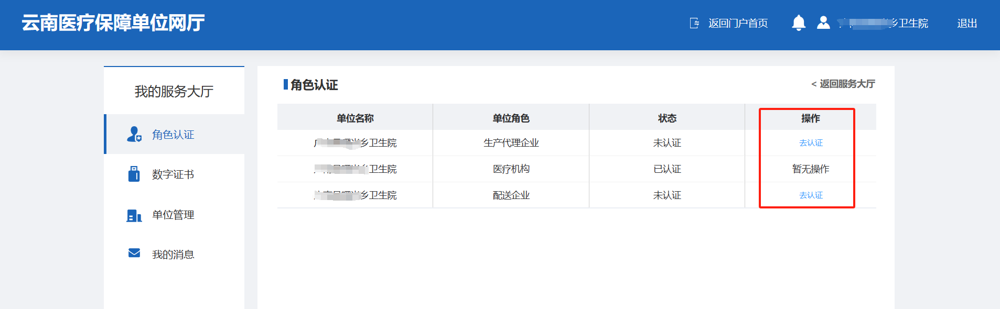 云南医疗保障单位网厅
返回门户首页
乡卫生院
退出
我的服务大厅
角色认证
数字证书
单位管理
我的消息
角色认证
< 返回服务大厅
单位名称 单位角色 状态 操作
乡卫生院 生产代理企业 未认证 去认证
卫生院 医疗机构 已认证 暂无操作
乡卫生院 配送企业 未认证 去认证